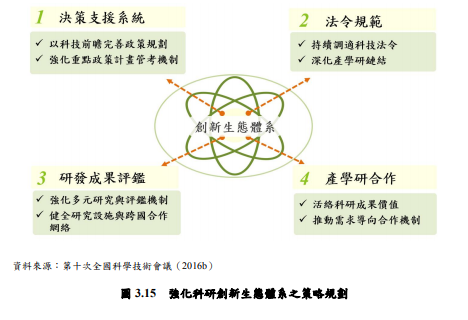 1 決策支援系統
✓ 以科技前瞻完善政策規劃
✓ 強化重點政策計畫管考機制
2 法令規範
✓ 持續調適科技法令
✓ 深化產學研鏈結
創新生態體系
3 研發成果評鑑
✓ 強化多元研究與評鑑機制
✓ 健全研究設施與跨國合作
網絡
4 產學研合作
✓ 活絡科研成果價值
✓ 推動需求導向合作機制
資料來源：第十次全國科學技術會議（2016b）
圖 3.15 強化科研創新生態體系之策略規劃